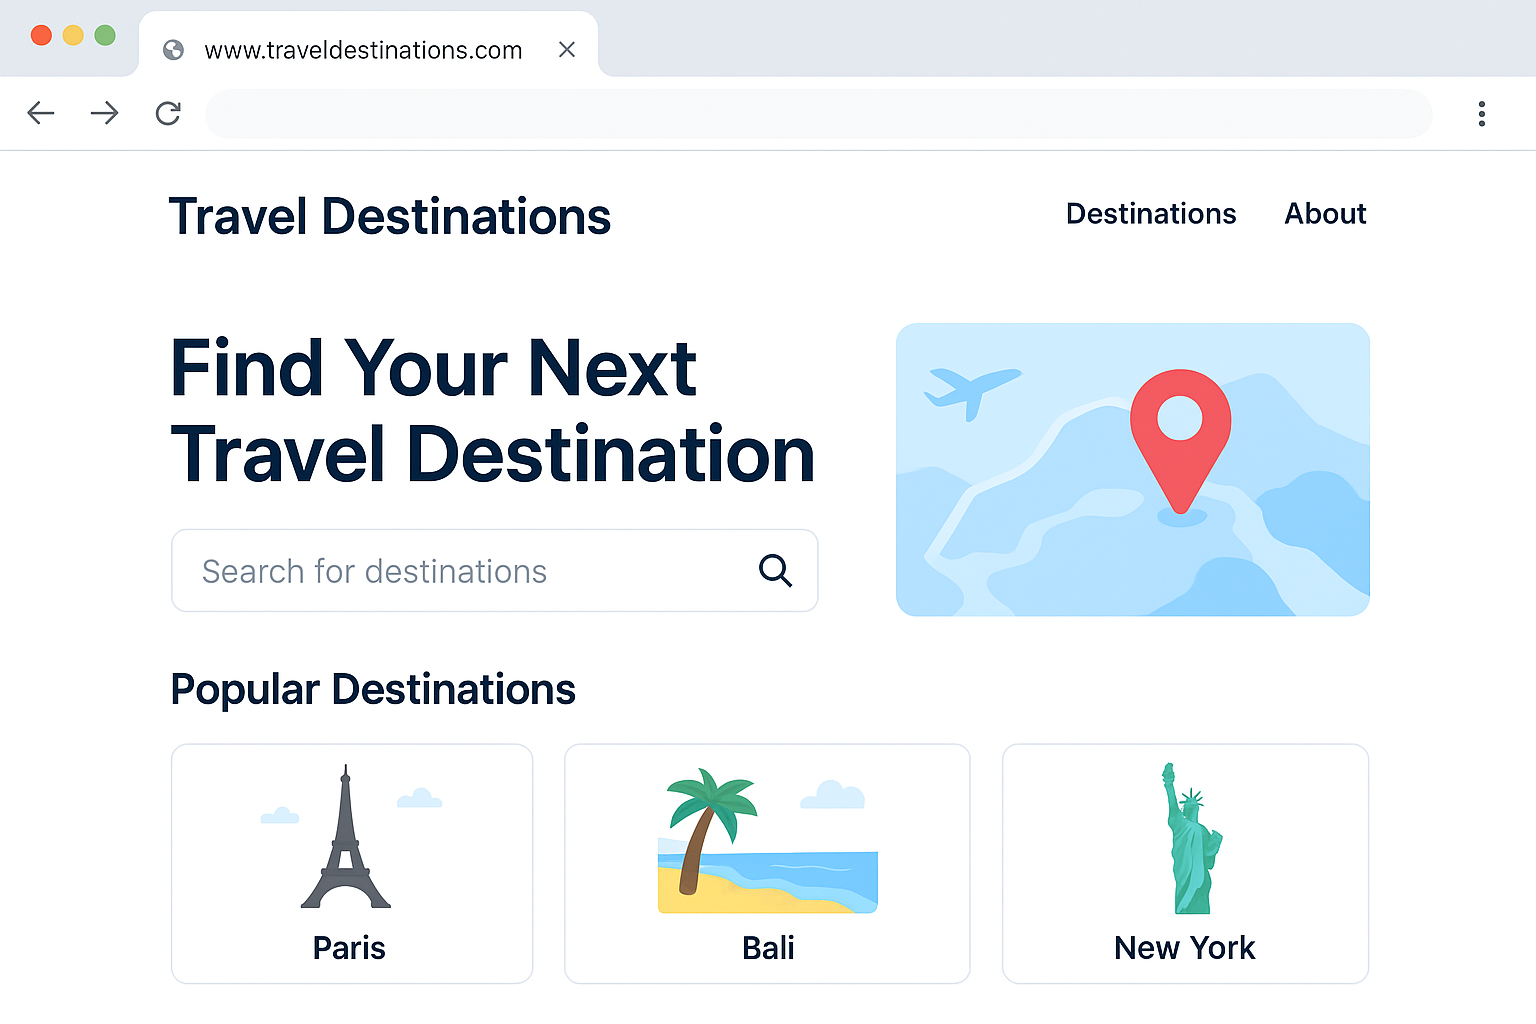 www.traveldestinations.com
Travel Destinations
Destinations
About
Find Your Next
Travel Destination
Search for destinations
Popular Destinations
Paris
Bali
New York